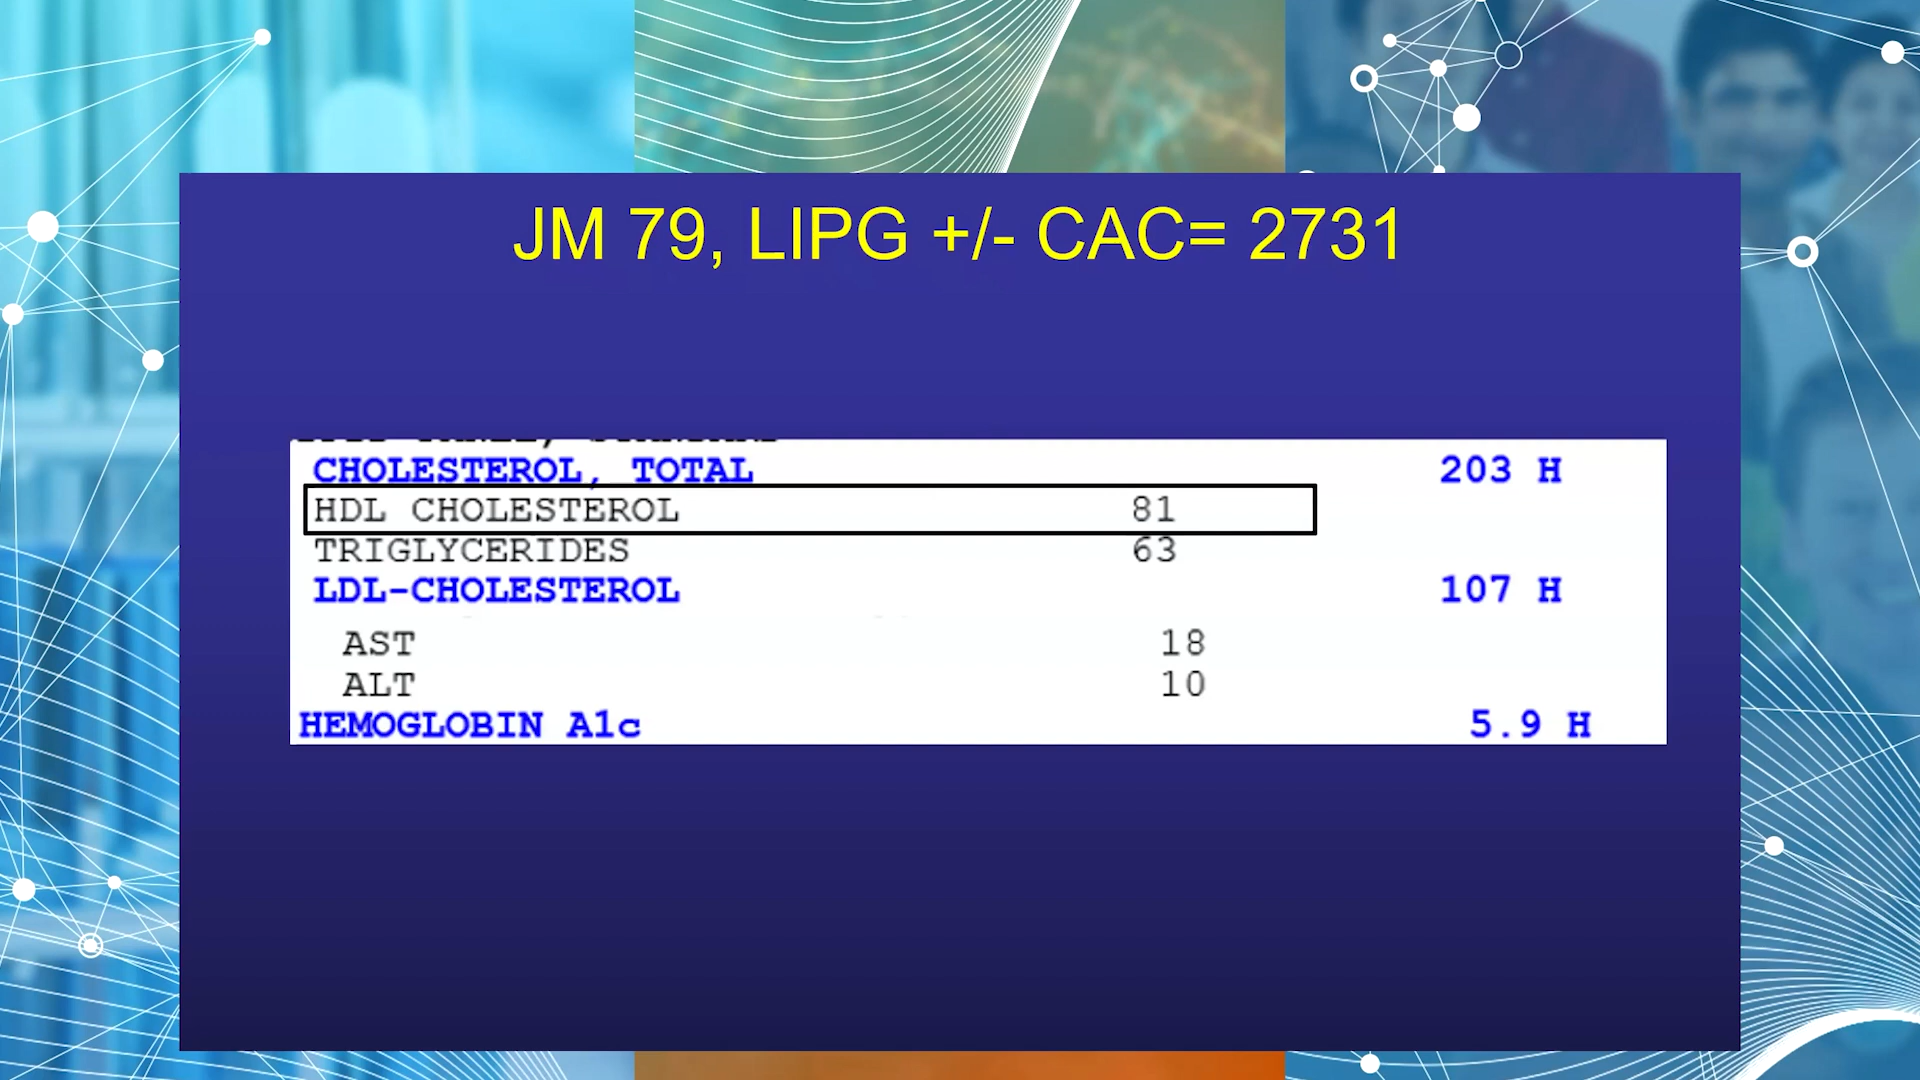 JM 79, LIPG +/- CAC= 2731
CHOLESTEROL, TOTAL 203 H
HDL CHOLESTEROL 81
TRIGLYCERIDES 63
LDL-CHOLESTEROL 107 H
AST 18
ALT 10
HEMOGLOBIN A1c 5.9 H